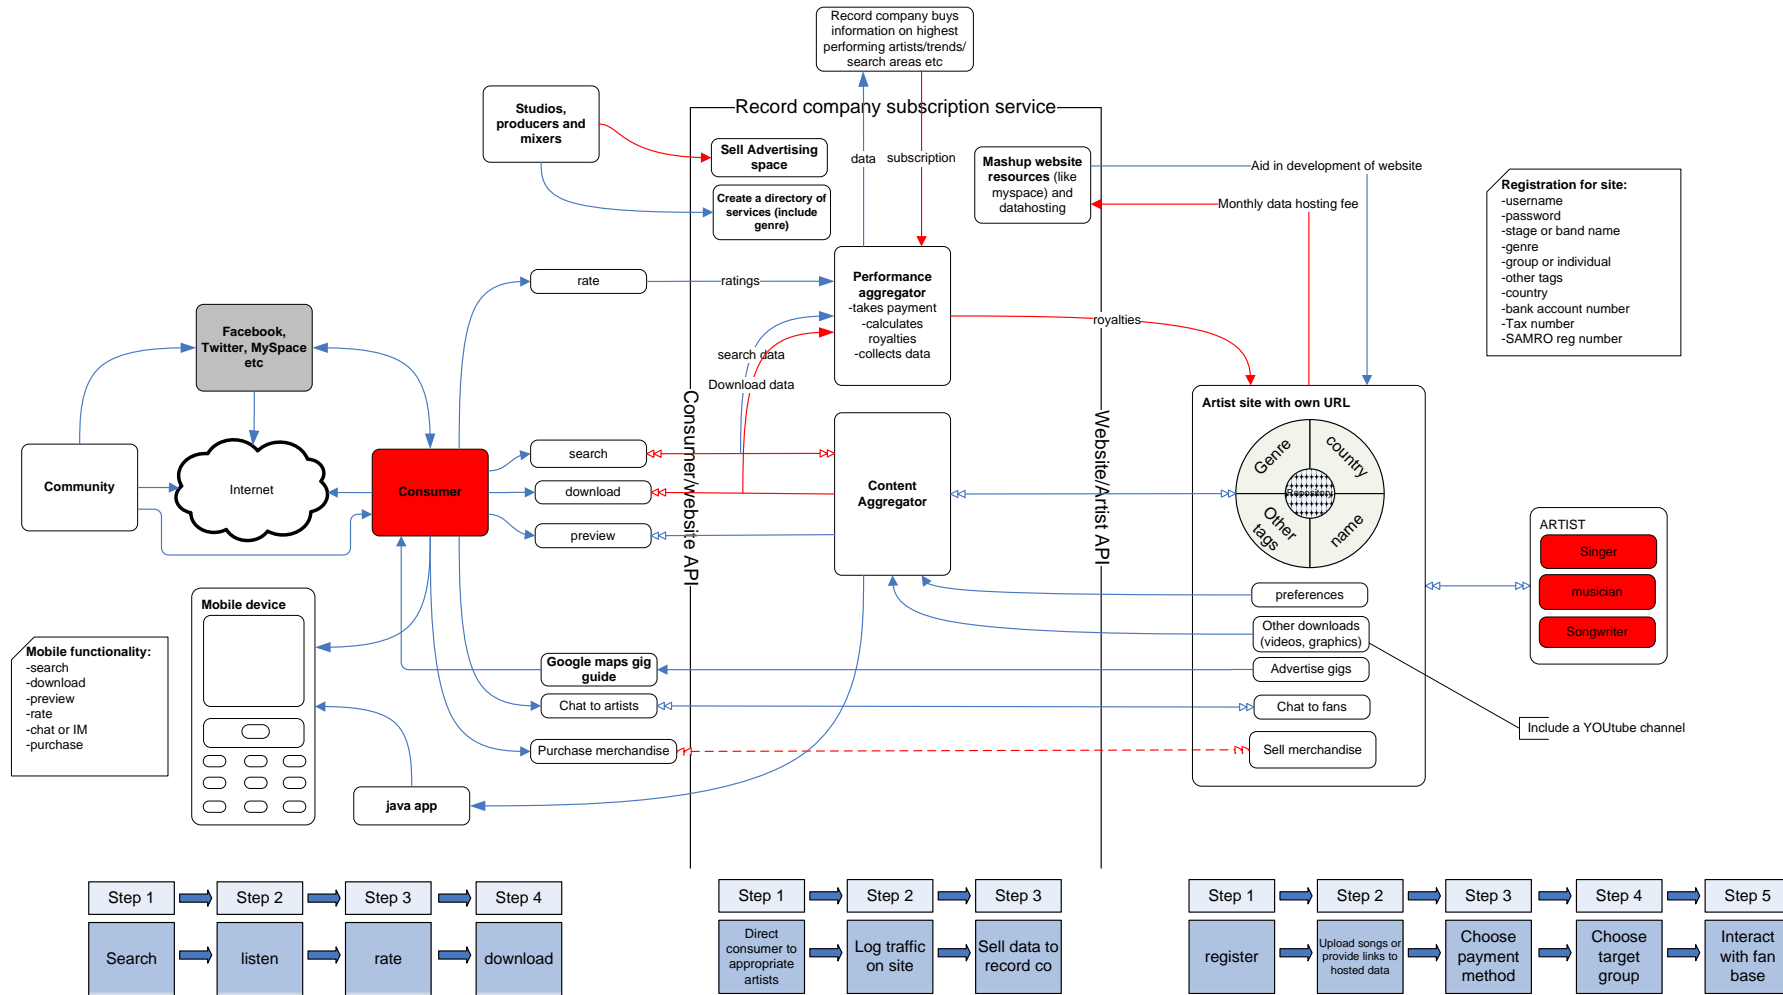 Record company buys
information on highest
performing artists/trends/
search areas etc
Studios,
producers and
mixers
Record company subscription service
Sell Advertising
space
data
subscription
Create a directory of
services (include
genre)
Mashup website
resources (like
myspace) and
datahosting
Aid in development of website
Monthly data hosting fee
Registration for site:
-username
-password
-stage or band name
-genre
-group or individual
-other tags
-country
-bank account number
-Tax number
-SAMRO reg number
rate
ratings
Performance
aggregator
-takes payment
-calculates
royalties
-collects data
royalties
Facebook,
Twitter, MySpace
etc
search data
Download data
Consumer/website API
Website/Artist API
Artist site with own URL
Genre
country
Repository
Other
tags
name
Community
Internet
Consumer
search
download
preview
Content
Aggregator
ARTIST
Singer
musician
Songwriter
preferences
Other downloads
(videos, graphics)
Advertise gigs
Chat to fans
Sell merchandise
Include a YOUtube channel
Mobile device
Mobile functionality:
-search
-download
-preview
-rate
-chat or IM
-purchase
Google maps gig
guide
Chat to artists
Purchase merchandise
java app
Step 1
Step 2
Step 3
Step 4
Search
listen
rate
download
Step 1
Step 2
Step 3
Direct
consumer to
appropriate
artists
Log traffic
on site
Sell data to
record co
Step 1
Step 2
Step 3
Step 4
Step 5
register
Upload songs or
provide links to
hosted data
Choose
payment
method
Choose
target
group
Interact
with fan
base